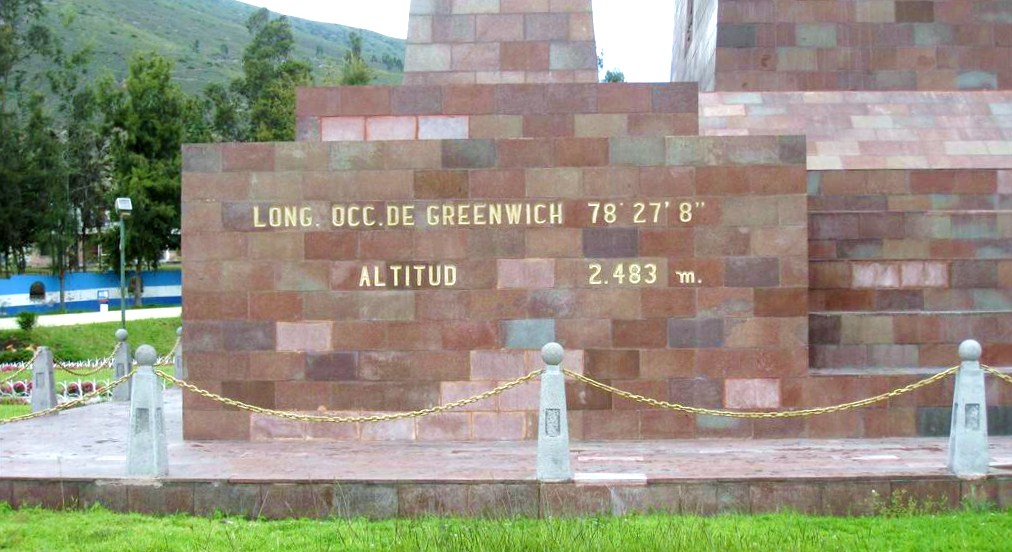 LONG. OCC.DE GREENWICH 78° 27' 8"
ALTITUD 2.483 m.